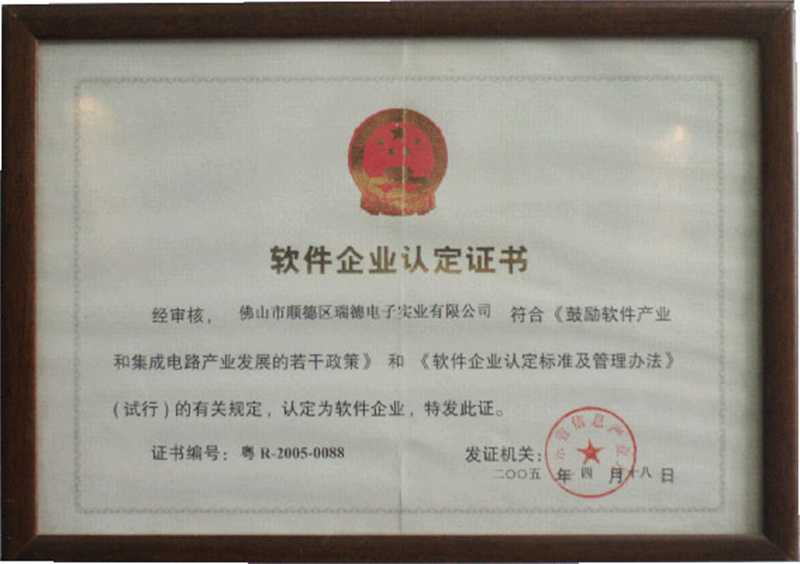 软件企业认定证书
经审核， 佛山市顺德区瑞德电子实业有限公司 符合《鼓励软件产业
和集成电路产业发展的若干政策》 和 《软件企业认定标准及管理办法》
(试行) 的有关规定，认定为软件企业，特发此证。
证书编号：粤 R-2005-0088
发证机关：
省信息产业
二〇〇五 年 四 月 十八 日